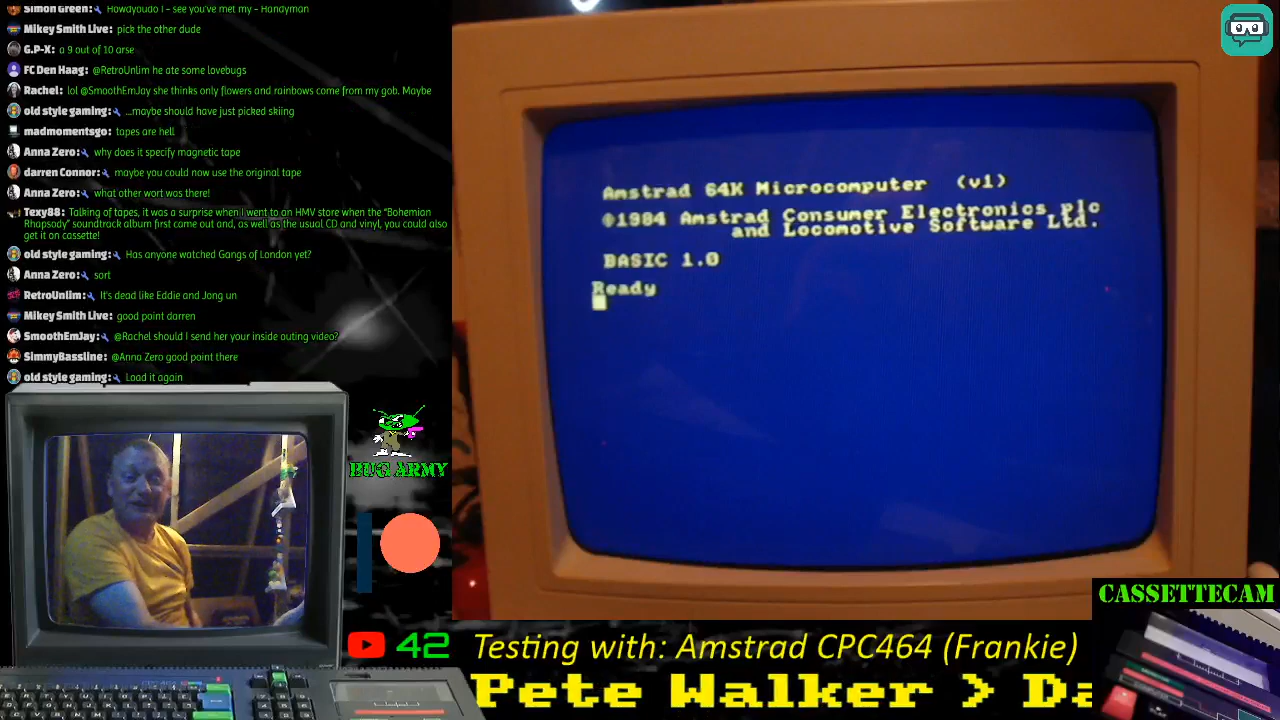 Simon Green: Howdyoudo I - see you've met my - Handyman
Mikey Smith Live: pick the other dude
G.P-X: a 9 out of 10 arse
FC Den Haag: @RetroUnlim he ate some lovebugs
Rachel: lol @SmoothEmJay she thinks only flowers and rainbows come from my gob. Maybe
old style gaming: ...maybe should have just picked skiing
madmomentsgo: tapes are hell
Anna Zero: why does it specify magnetic tape
darren Connor: maybe you could now use the original tape
Anna Zero: what other wort was there!
Texy88: Talking of tapes, it was a surprise when I went to an HMV store when the "Bohemian
Rhapsody" soundtrack album first come out and, as well as the usual CD and vinyl, you could also
get it on cassette!
old style gaming: Has anyone watched Gangs of London yet?
Anna Zero: sort
RetroUnlim: It's dead like Eddie and Jong un
Mikey Smith Live: good point darren
SmoothEmJay: @Rachel should I send her your inside outing video?
SimmyBassline: @Anna Zero good point there
old style gaming: Load it again
Amstrad 64K Microcomputer (v1)
©1984 Amstrad Consumer Electronics plc
and Locomotive Software Ltd.
BASIC 1.0
Ready
BUG ARMY
CASSETTECAM
42
Testing with: Amstrad CPC464 (Frankie)
Pete Walker > Da